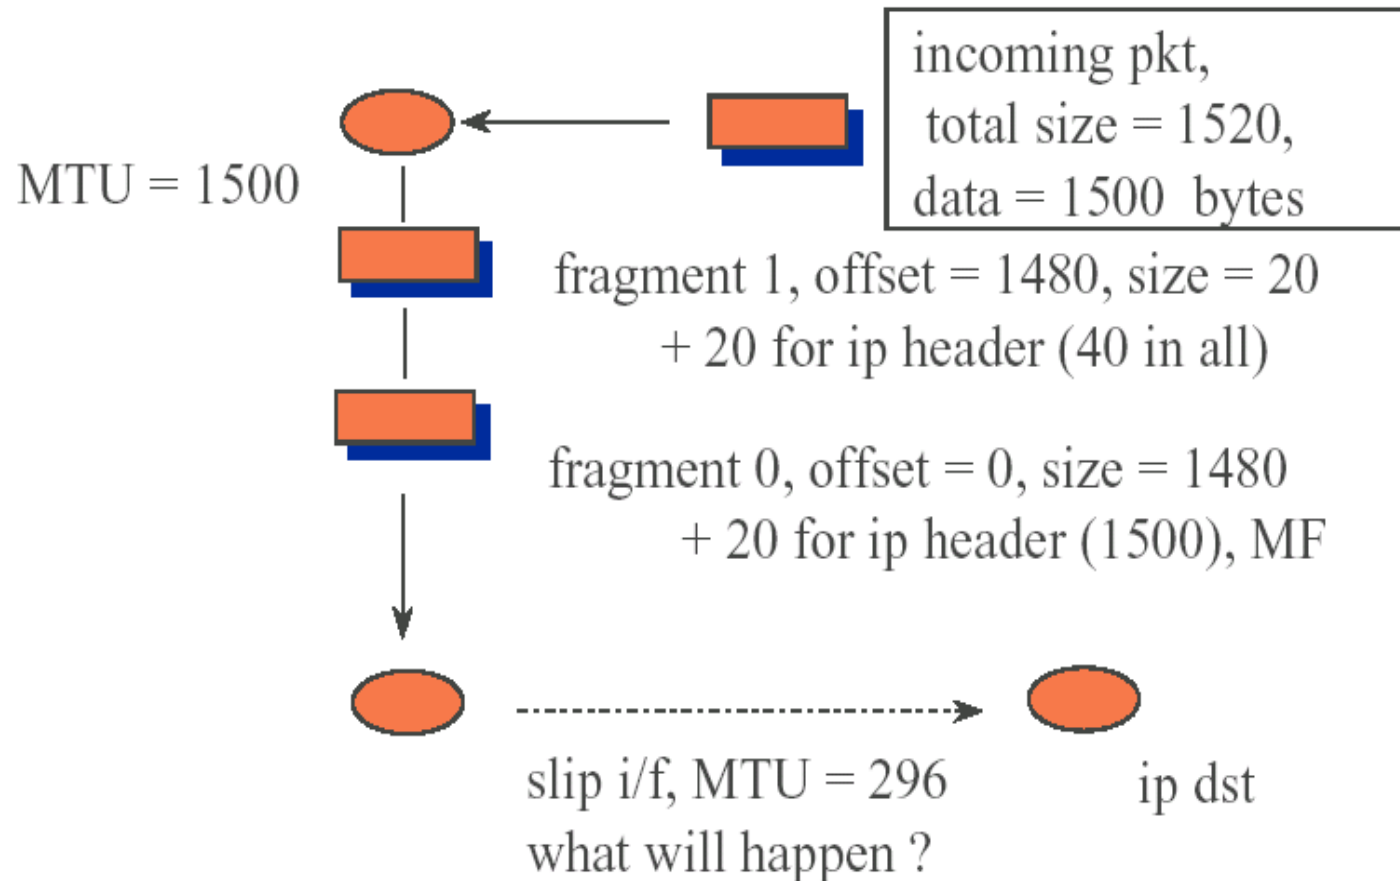 incoming pkt,
total size = 1520,
data = 1500 bytes
MTU = 1500
fragment 1, offset = 1480, size = 20
+ 20 for ip header (40 in all)
fragment 0, offset = 0, size = 1480
+ 20 for ip header (1500), MF
slip i/f, MTU = 296
what will happen ?
ip dst